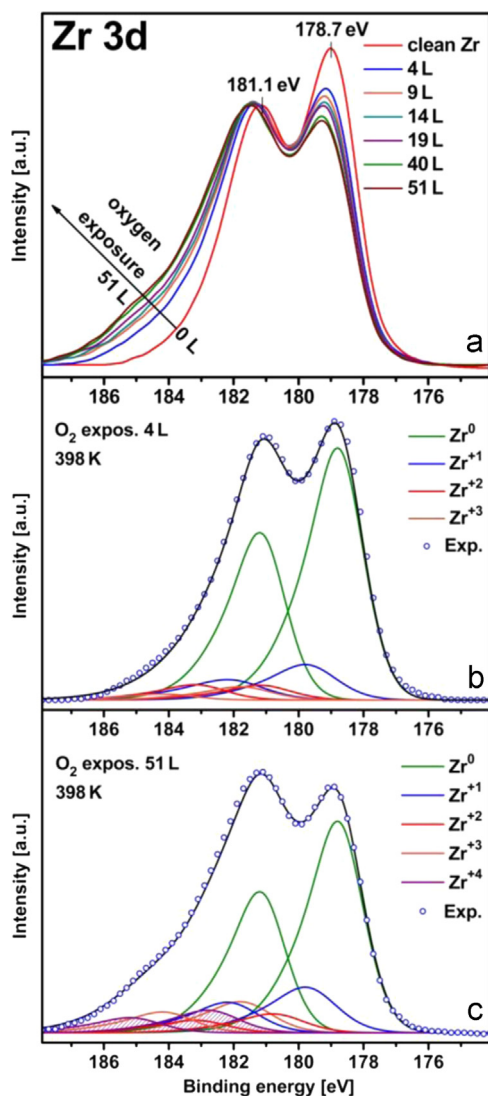 Zr 3d
178.7 eV
181.1 eV
clean Zr
4 L
9 L
14 L
19 L
40 L
51 L
oxygen
exposure
51 L
0 L
Intensity [a.u.]
a
186 184 182 180 178 176
O₂ expos. 4 L
398 K
Zr⁰
Zr⁺¹
Zr⁺²
Zr⁺³
Exp.
Intensity [a.u.]
b
186 184 182 180 178 176
O₂ expos. 51 L
398 K
Zr⁰
Zr⁺¹
Zr⁺²
Zr⁺³
Zr⁺⁴
Exp.
Intensity [a.u.]
c
186 184 182 180 178 176
Binding energy [eV]